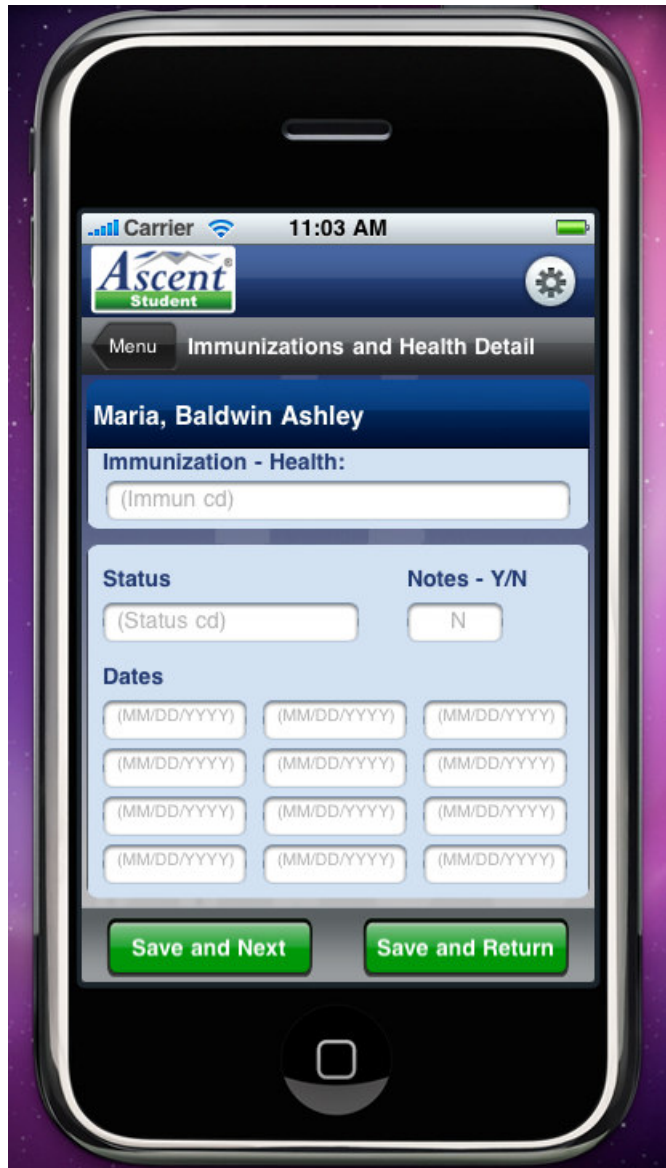 Carrier 11:03 AM
Ascent®
Student
Menu Immunizations and Health Detail
Maria, Baldwin Ashley
Immunization - Health:
(Immun cd)
Status Notes - Y/N
(Status cd) N
Dates
(MM/DD/YYYY) (MM/DD/YYYY) (MM/DD/YYYY)
(MM/DD/YYYY) (MM/DD/YYYY) (MM/DD/YYYY)
(MM/DD/YYYY) (MM/DD/YYYY) (MM/DD/YYYY)
(MM/DD/YYYY) (MM/DD/YYYY) (MM/DD/YYYY)
Save and Next Save and Return